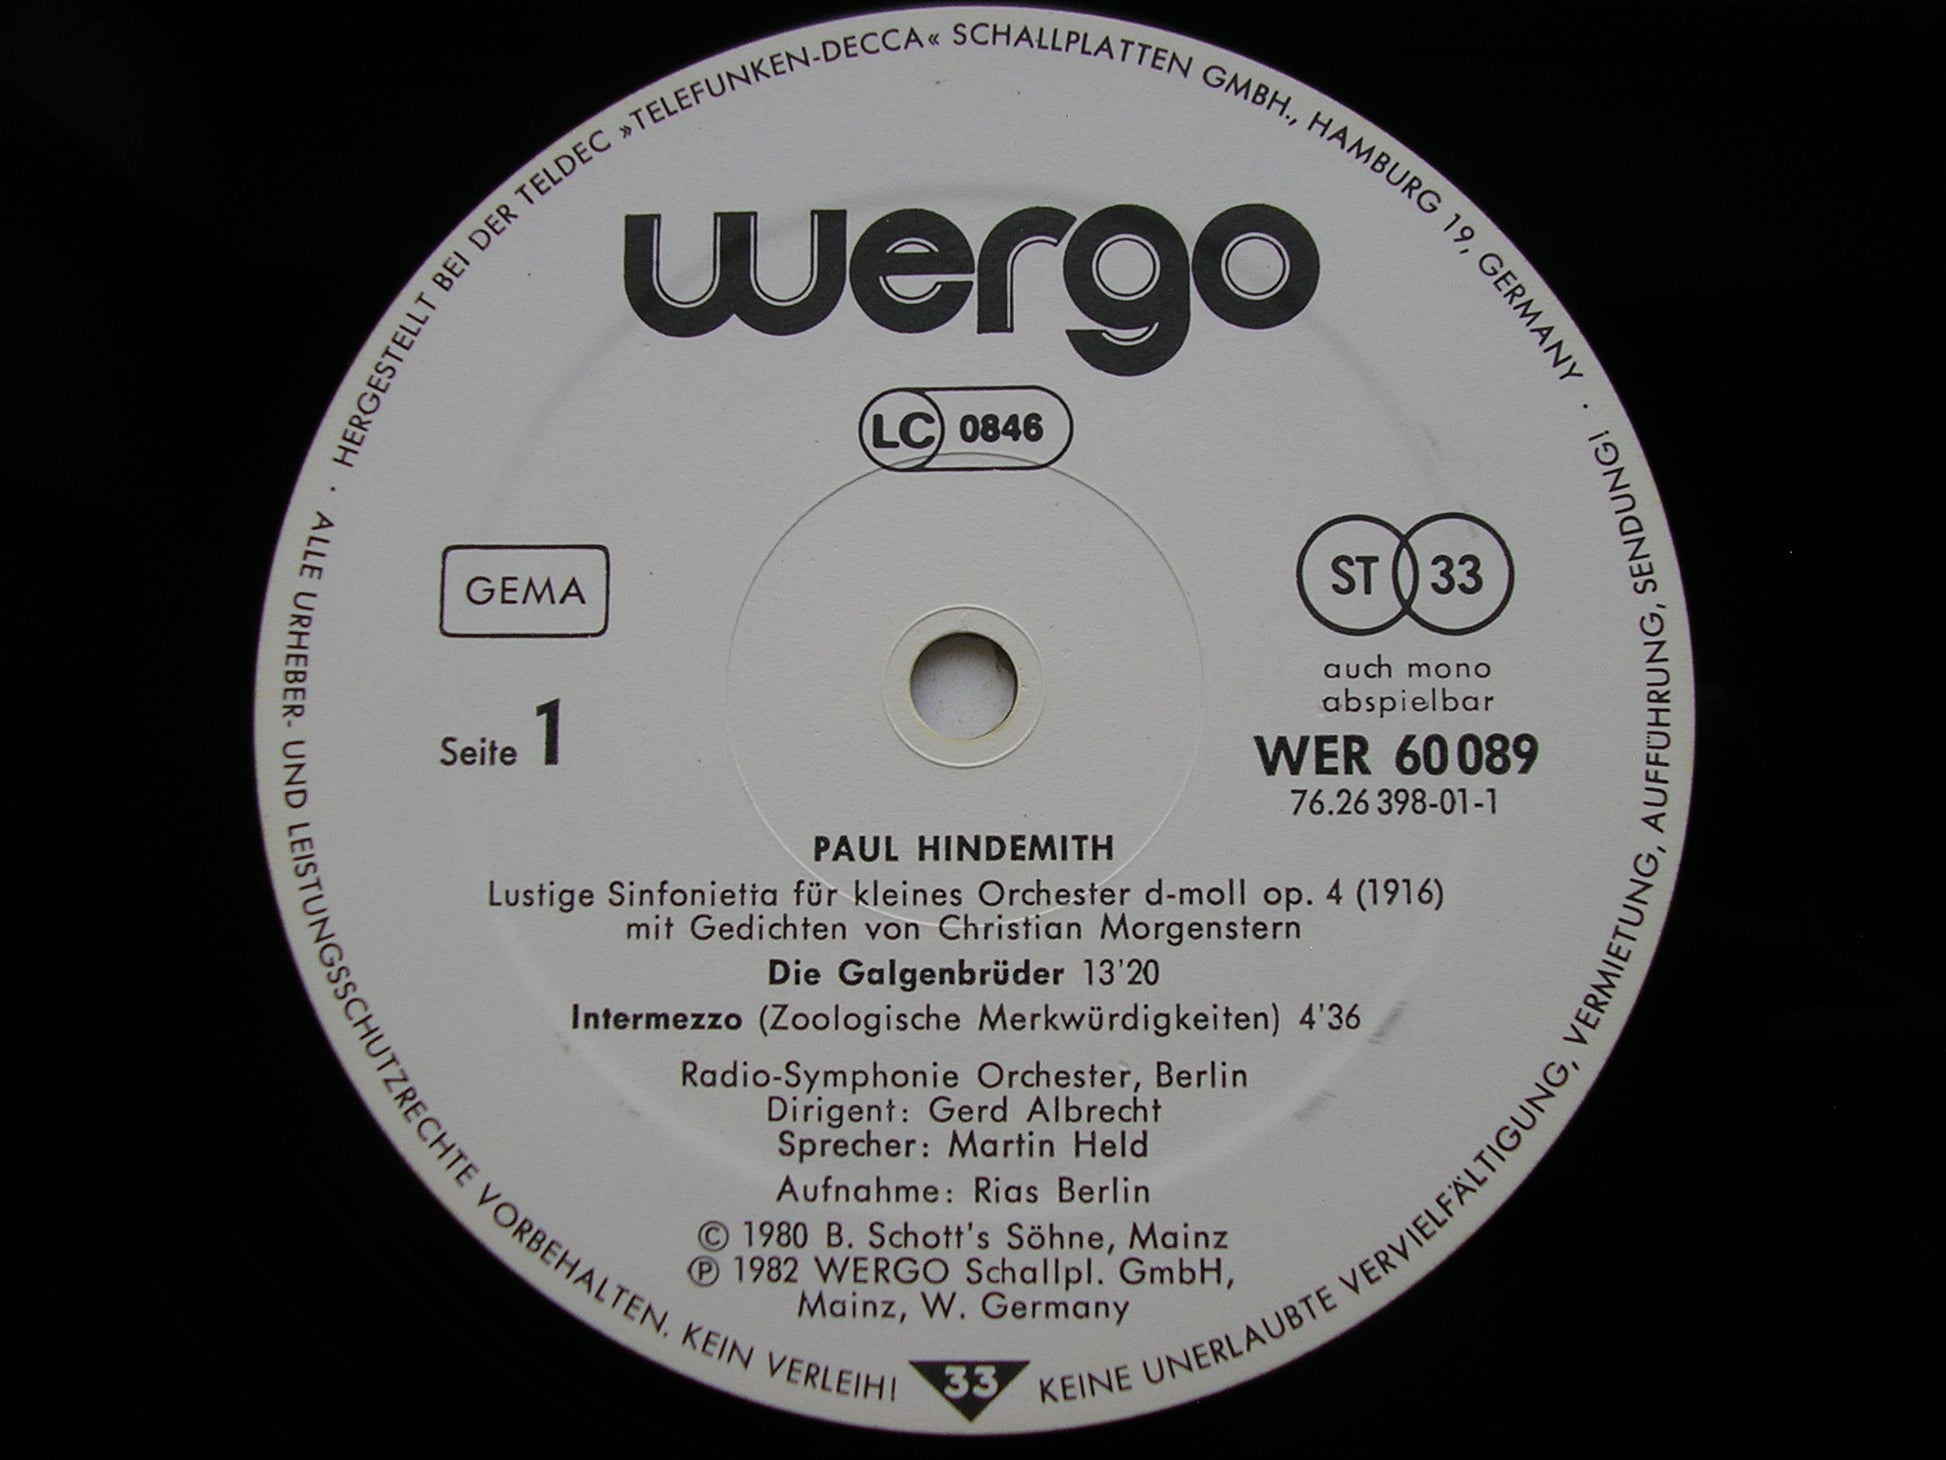 HERGESTELLT BEI DER TELDEC »TELEFUNKEN-DECCA« SCHALLPLATTEN GMBH., HAMBURG 19, GERMANY ·
wergo
LC 0846
GEMA
ST 33
auch mono
abspielbar
Seite 1
WER 60 089
76.26 398-01-1
PAUL HINDEMITH
Lustige Sinfonietta für kleines Orchester d-moll op. 4 (1916)
mit Gedichten von Christian Morgenstern
Die Galgenbrüder 13'20
Intermezzo (Zoologische Merkwürdigkeiten) 4'36
Radio-Symphonie Orchester, Berlin
Dirigent: Gerd Albrecht
Sprecher: Martin Held
Aufnahme: Rias Berlin
© 1980 B. Schott's Söhne, Mainz
℗ 1982 WERGO Schallpl. GmbH,
Mainz, W. Germany
· ALLE URHEBER- UND LEISTUNGSSCHUTZRECHTE VORBEHALTEN. KEIN VERLEIH!
33
KEINE UNERLAUBTE VERVIELFÄLTIGUNG, VERMIETUNG, AUFFÜHRUNG, SENDUNG!